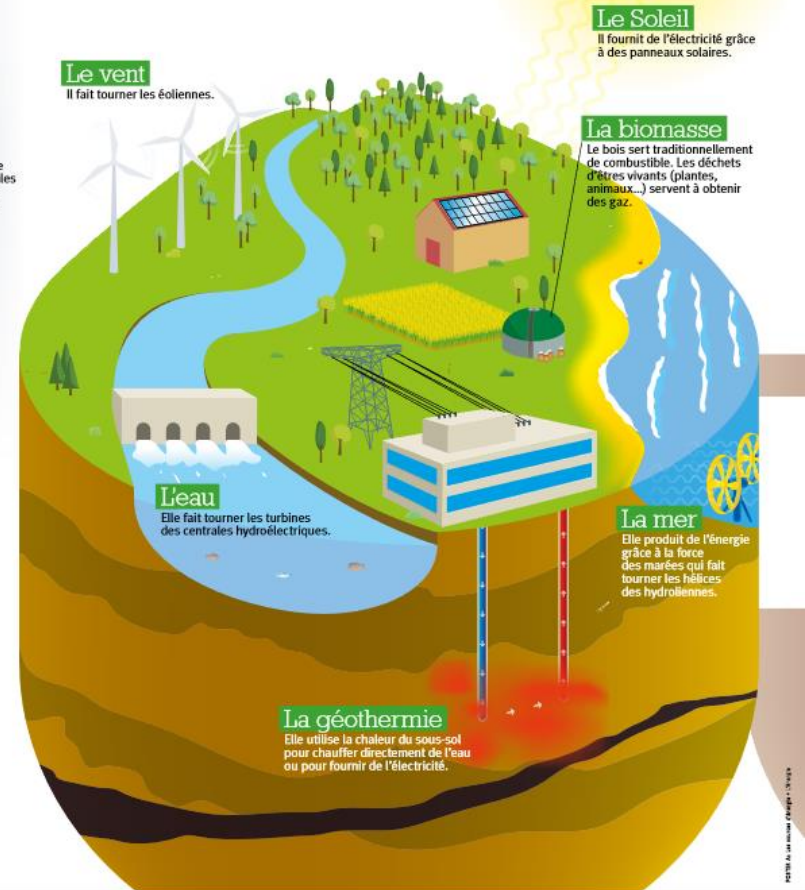 Le Soleil
Il fournit de l'électricité grâce
à des panneaux solaires.
Le vent
Il fait tourner les éoliennes.
La biomasse
Le bois sert traditionnellement
de combustible. Les déchets
d'êtres vivants (plantes,
animaux...) servent à obtenir
des gaz.
L'eau
Elle fait tourner les turbines
des centrales hydroélectriques.
La mer
Elle produit de l'énergie
grâce à la force
des marées qui fait
tourner les hélices
des hydroliennes.
La géothermie
Elle utilise la chaleur du sous-sol
pour chauffer directement de l'eau
ou pour fournir de l'électricité.